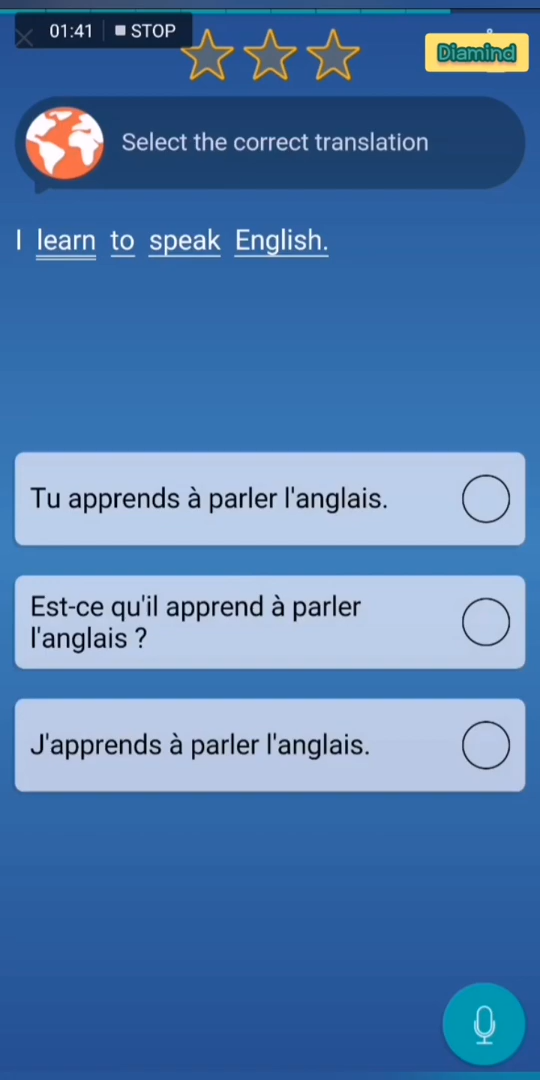 01:41 STOP
Diamind
Select the correct translation
I learn to speak English.
Tu apprends à parler l'anglais.
Est-ce qu'il apprend à parler
l'anglais ?
J'apprends à parler l'anglais.